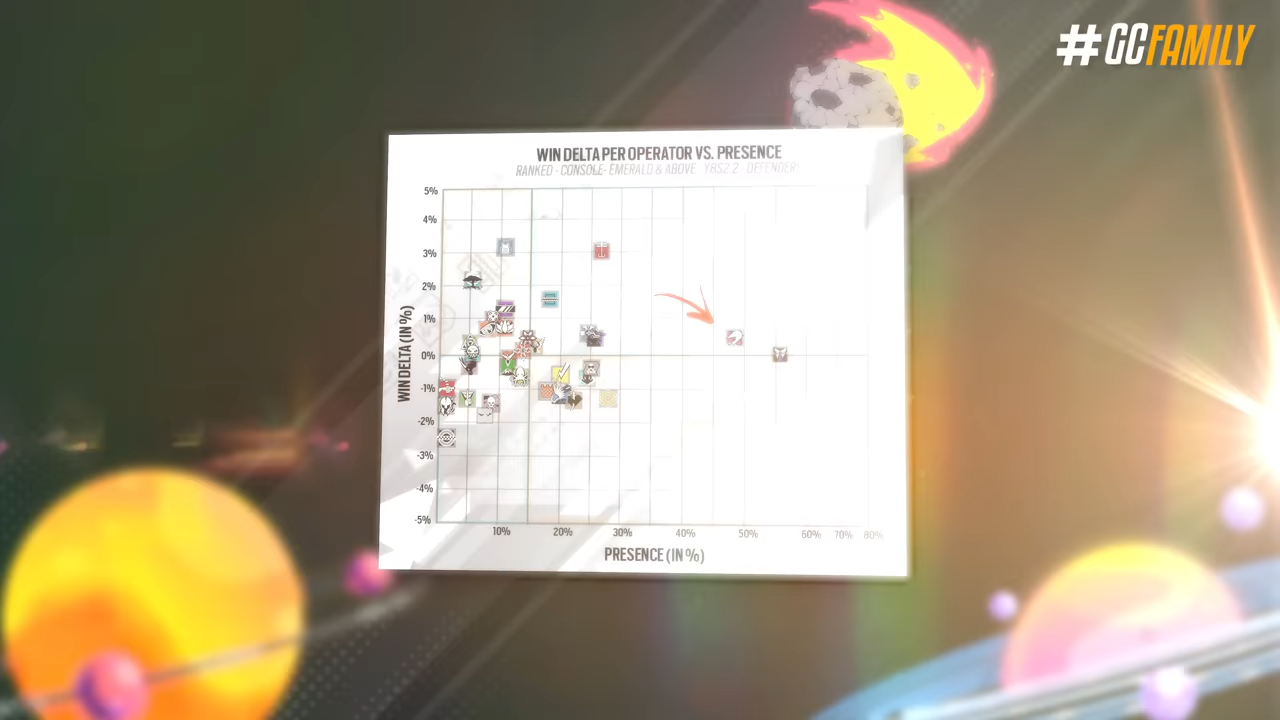 #GCFAMILY
WIN DELTA PER OPERATOR VS. PRESENCE
RANKED - CONSOLE- EMERALD & ABOVE Y8S2.2 - DEFENDER
5%
4%
3%
2%
1%
0%
-1%
-2%
-3%
-4%
-5%
WIN DELTA (IN %)
10% 20% 30% 40% 50% 60% 70% 80%
PRESENCE (IN %)